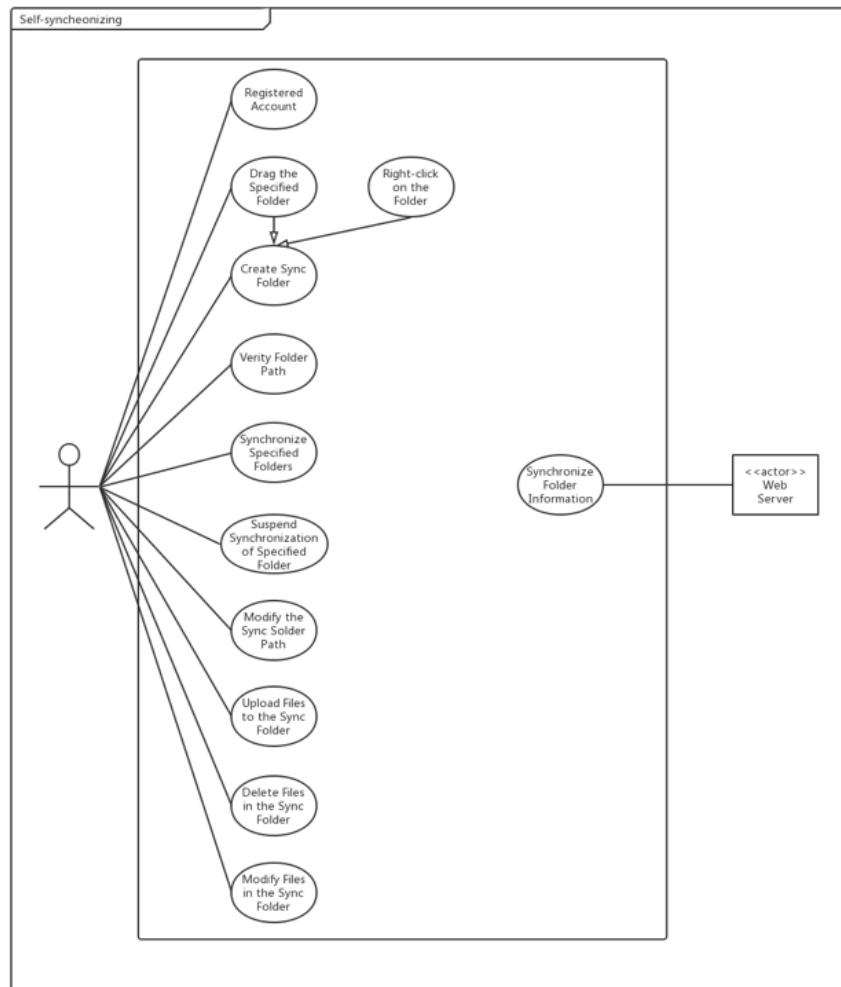 Self-syncheonizing
Registered
Account
Drag the
Specified
Folder
Right-click
on the
Folder
Create Sync
Folder
Verity Folder
Path
Synchronize
Specified
Folders
Synchronize
Folder
Information
<<actor>>
Web
Server
Suspend
Synchronization
of Specified
Folder
Modify the
Sync Solder
Path
Upload Files
to the Sync
Folder
Delete Files
in the Sync
Folder
Modify Files
in the Sync
Folder